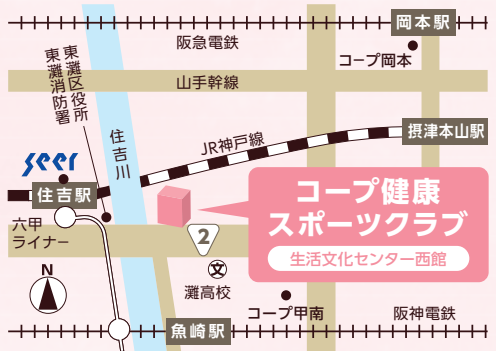 岡本駅
阪急電鉄
コープ岡本
東灘区役所
東灘消防署
山手幹線
住吉川
JR神戸線
摂津本山駅
seer
住吉駅
コープ健康
スポーツクラブ
生活文化センター西館
六甲
ライナー
2
文
灘高校
N
コープ甲南
阪神電鉄
魚崎駅